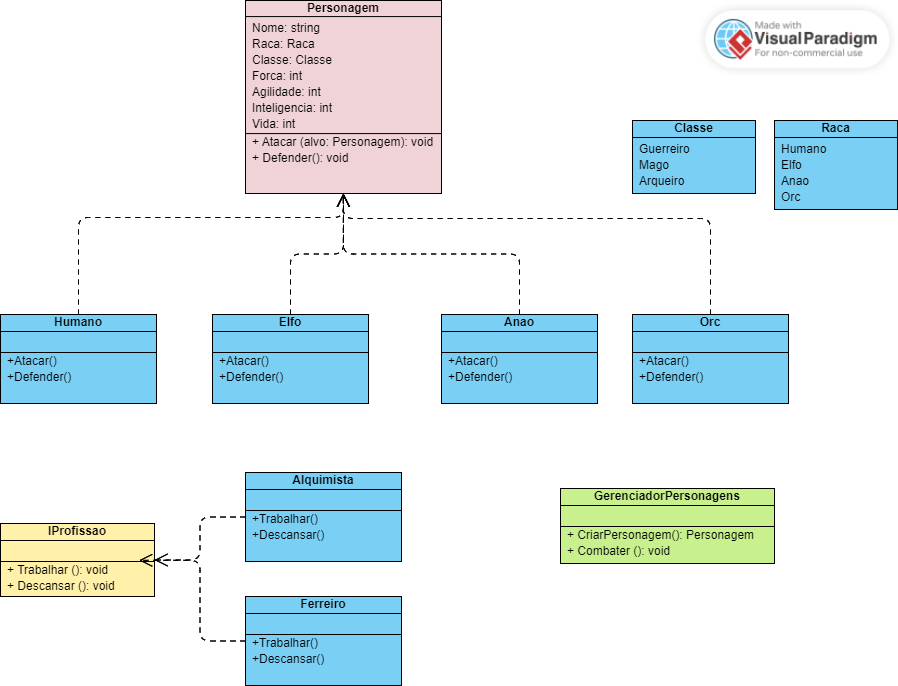 Personagem
Nome: string
Raca: Raca
Classe: Classe
Forca: int
Agilidade: int
Inteligencia: int
Vida: int
+ Atacar (alvo: Personagem): void
+ Defender(): void
Made with
VisualParadigm
For non-commercial use
Classe
Guerreiro
Mago
Arqueiro
Raca
Humano
Elfo
Anao
Orc
Humano
+Atacar()
+Defender()
Elfo
+Atacar()
+Defender()
Anao
+Atacar()
+Defender()
Orc
+Atacar()
+Defender()
IProfissao
+ Trabalhar (): void
+ Descansar (): void
Alquimista
+Trabalhar()
+Descansar()
Ferreiro
+Trabalhar()
+Descansar()
GerenciadorPersonagens
+ CriarPersonagem(): Personagem
+ Combater (): void